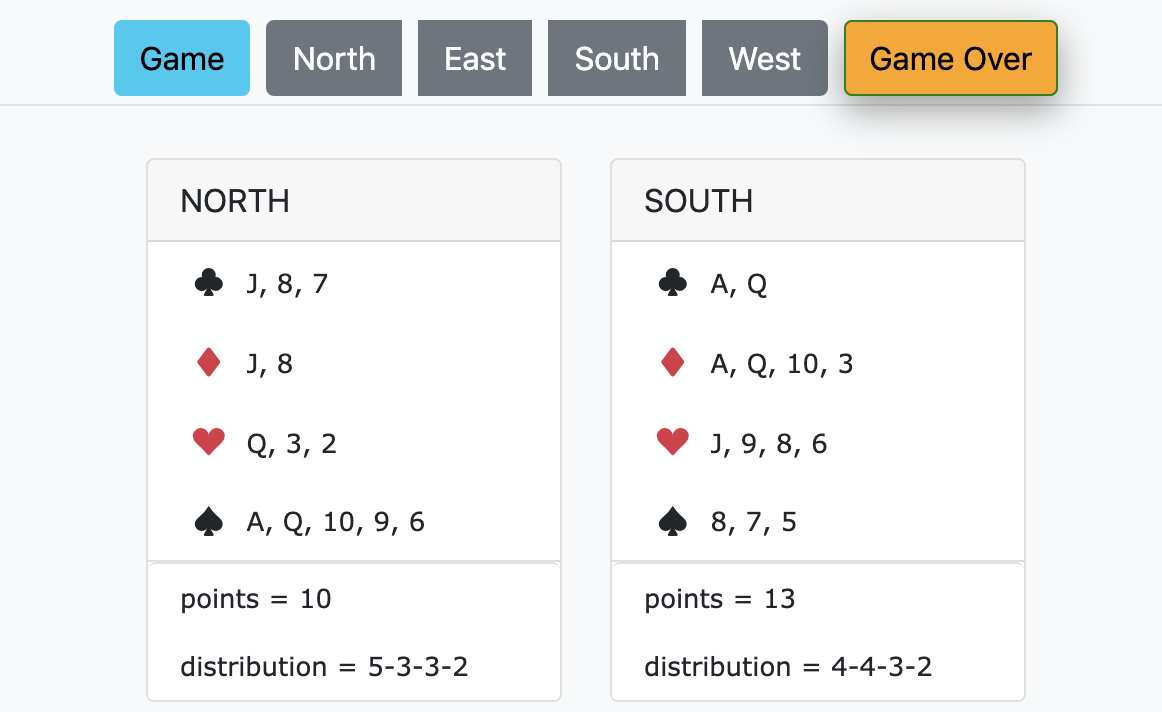 Game North East South West Game Over
NORTH
J, 8, 7
J, 8
Q, 3, 2
A, Q, 10, 9, 6
points = 10
distribution = 5-3-3-2
SOUTH
A, Q
A, Q, 10, 3
J, 9, 8, 6
8, 7, 5
points = 13
distribution = 4-4-3-2